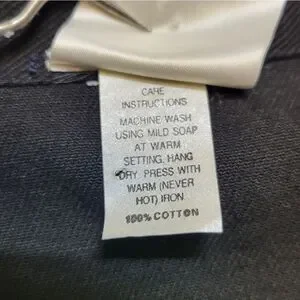 CARE
INSTRUCTIONS
MACHINE WASH
USING MILD SOAP
AT WARM
SETTING, HANG
DRY. PRESS WITH
WARM (NEVER
HOT) IRON
100% COTTON